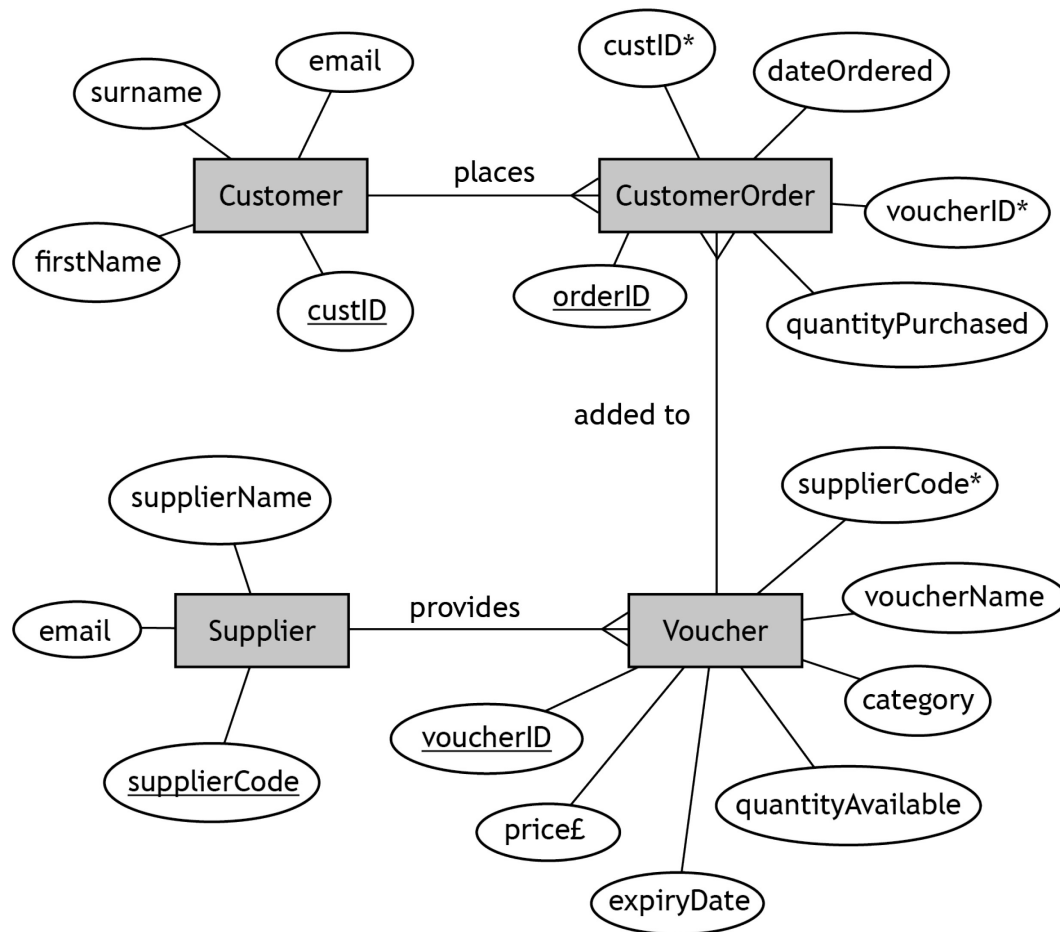 custID*
email
dateOrdered
surname
places
Customer
CustomerOrder
voucherID*
firstName
custID
orderID
quantityPurchased
added to
supplierCode*
supplierName
voucherName
provides
email
Supplier
Voucher
category
voucherID
supplierCode
quantityAvailable
price£
expiryDate